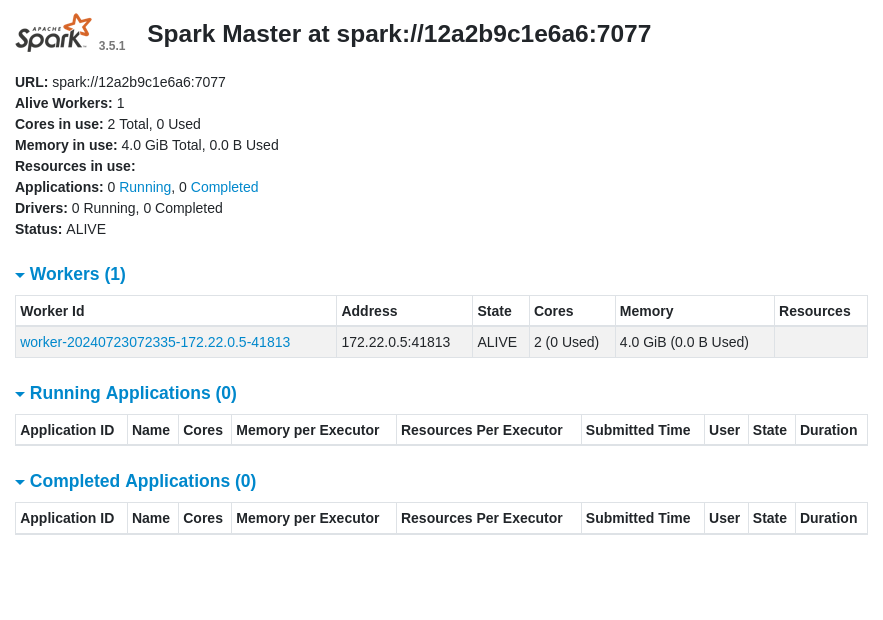 APACHE
Spark 3.5.1 Spark Master at spark://12a2b9c1e6a6:7077
URL: spark://12a2b9c1e6a6:7077
Alive Workers: 1
Cores in use: 2 Total, 0 Used
Memory in use: 4.0 GiB Total, 0.0 B Used
Resources in use:
Applications: 0 Running, 0 Completed
Drivers: 0 Running, 0 Completed
Status: ALIVE
Workers (1)
Worker Id Address State Cores Memory Resources
worker-20240723072335-172.22.0.5-41813 172.22.0.5:41813 ALIVE 2 (0 Used) 4.0 GiB (0.0 B Used)
Running Applications (0)
Application ID Name Cores Memory per Executor Resources Per Executor Submitted Time User State Duration
Completed Applications (0)
Application ID Name Cores Memory per Executor Resources Per Executor Submitted Time User State Duration